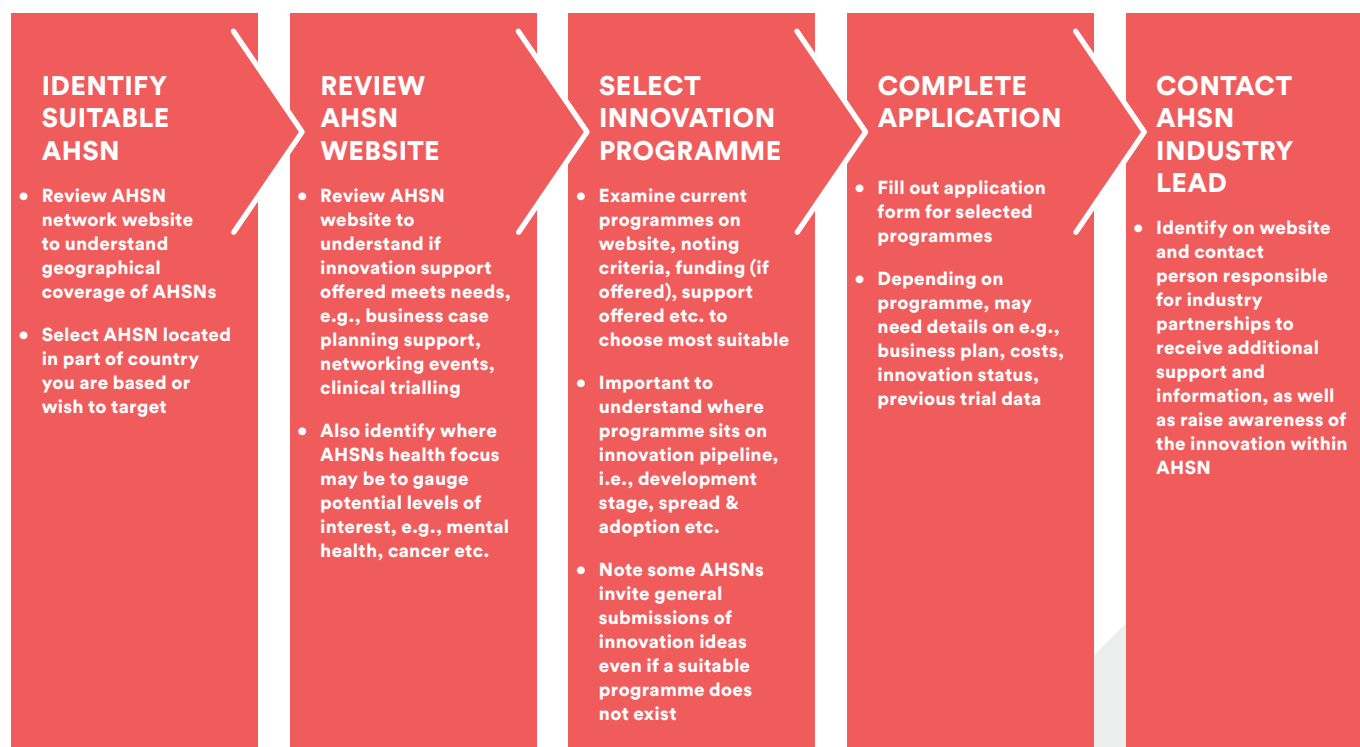 IDENTIFY
SUITABLE
AHSN
• Review AHSN
network website
to understand
geographical
coverage of AHSNs
• Select AHSN located
in part of country
you are based or
wish to target
REVIEW
AHSN
WEBSITE
• Review AHSN
website to
understand if
innovation support
offered meets needs,
e.g., business case
planning support,
networking events,
clinical trialling
• Also identify where
AHSNs health focus
may be to gauge
potential levels of
interest, e.g., mental
health, cancer etc.
SELECT
INNOVATION
PROGRAMME
• Examine current
programmes on
website, noting
criteria, funding (if
offered), support
offered etc. to
choose most suitable
• Important to
understand where
programme sits on
innovation pipeline,
i.e., development
stage, spread &
adoption etc.
• Note some AHSNs
invite general
submissions of
innovation ideas
even if a suitable
programme does
not exist
COMPLETE
APPLICATION
• Fill out application
form for selected
programmes
• Depending on
programme, may
need details on e.g.,
business plan, costs,
innovation status,
previous trial data
CONTACT
AHSN
INDUSTRY
LEAD
• Identify on website
and contact
person responsible
for industry
partnerships to
receive additional
support and
information, as well
as raise awareness of
the innovation within
AHSN